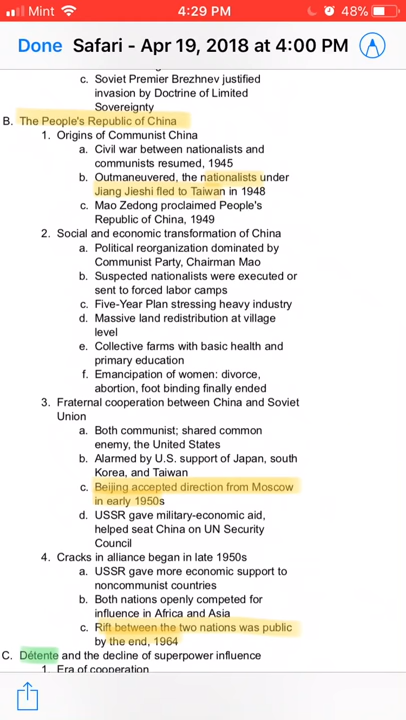 Mint 4:29 PM 48%
Done Safari - Apr 19, 2018 at 4:00 PM
c. Soviet Premier Brezhnev justified
invasion by Doctrine of Limited
Sovereignty
B. The People's Republic of China
1. Origins of Communist China
a. Civil war between nationalists and
communists resumed, 1945
b. Outmaneuvered, the nationalists under
Jiang Jieshi fled to Taiwan in 1948
c. Mao Zedong proclaimed People's
Republic of China, 1949
2. Social and economic transformation of China
a. Political reorganization dominated by
Communist Party, Chairman Mao
b. Suspected nationalists were executed or
sent to forced labor camps
c. Five-Year Plan stressing heavy industry
d. Massive land redistribution at village
level
e. Collective farms with basic health and
primary education
f. Emancipation of women: divorce,
abortion, foot binding finally ended
3. Fraternal cooperation between China and Soviet
Union
a. Both communist; shared common
enemy, the United States
b. Alarmed by U.S. support of Japan, south
Korea, and Taiwan
c. Beijing accepted direction from Moscow
in early 1950s
d. USSR gave military-economic aid,
helped seat China on UN Security
Council
4. Cracks in alliance began in late 1950s
a. USSR gave more economic support to
noncommunist countries
b. Both nations openly competed for
influence in Africa and Asia
c. Rift between the two nations was public
by the end, 1964
C. Détente and the decline of superpower influence
1. Era of cooperation